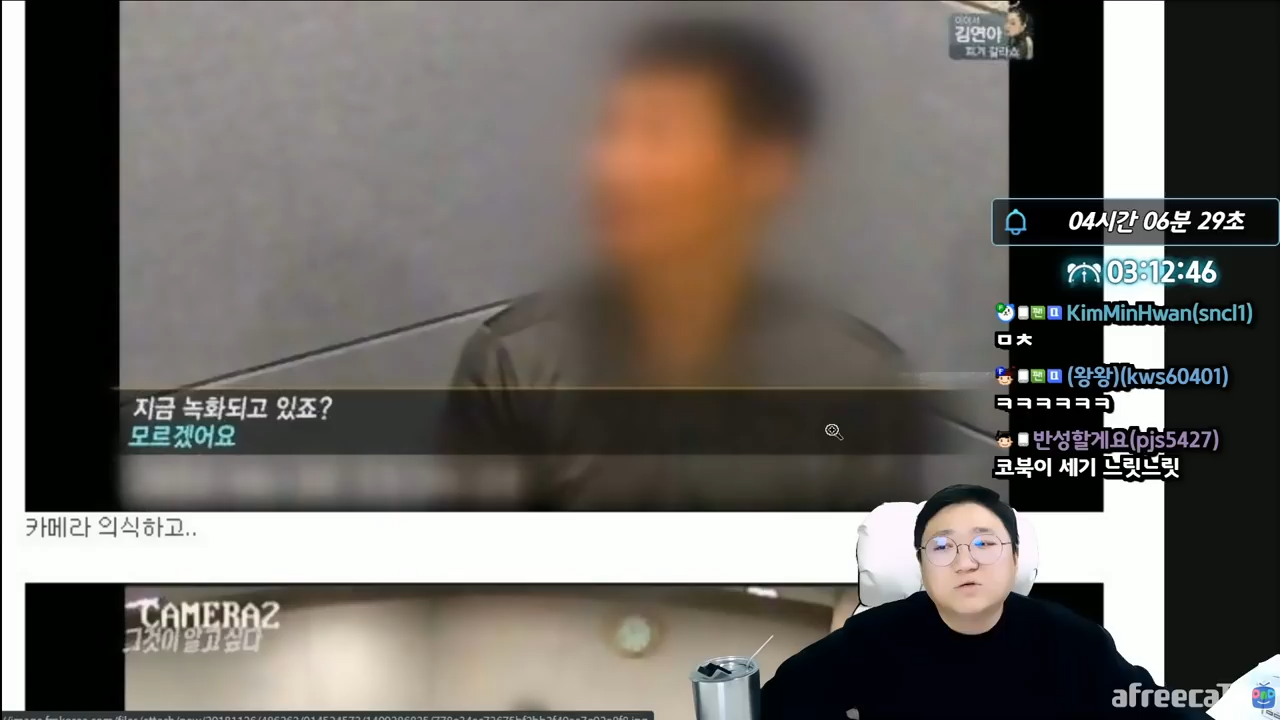 이어서
김연아
피겨 갈라쇼
04시간 06분 29초
03:12:46
KimMinHwan(sncl1)
ㅁㅊ
(왕왕)(kws60401)
ㅋㅋㅋㅋㅋㅋ
반성할게요(pjs5427)
코북이 세기 느릿느릿
지금 녹화되고 있죠?
모르겠어요
카메라 의식하고..
CAMERA2
그것이 알고싶다
afreeca